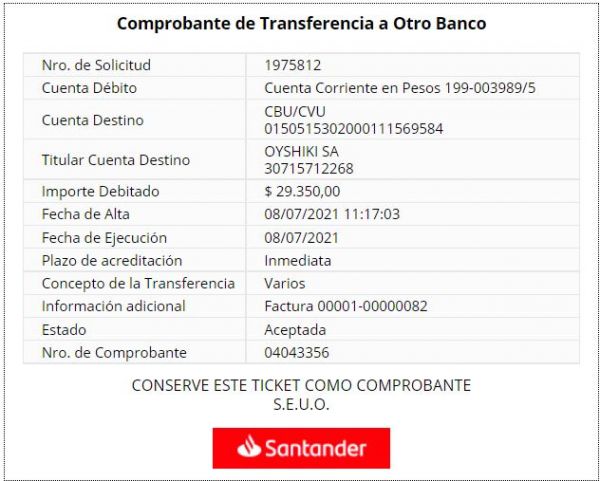 Comprobante de Transferencia a Otro Banco
Nro. de Solicitud 1975812
Cuenta Débito Cuenta Corriente en Pesos 199-003989/5
Cuenta Destino CBU/CVU
0150515302000111569584
Titular Cuenta Destino OYSHIKI SA
30715712268
Importe Debitado $ 29.350,00
Fecha de Alta 08/07/2021 11:17:03
Fecha de Ejecución 08/07/2021
Plazo de acreditación Inmediata
Concepto de la Transferencia Varios
Información adicional Factura 00001-00000082
Estado Aceptada
Nro. de Comprobante 04043356
CONSERVE ESTE TICKET COMO COMPROBANTE
S.E.U.O.
Santander